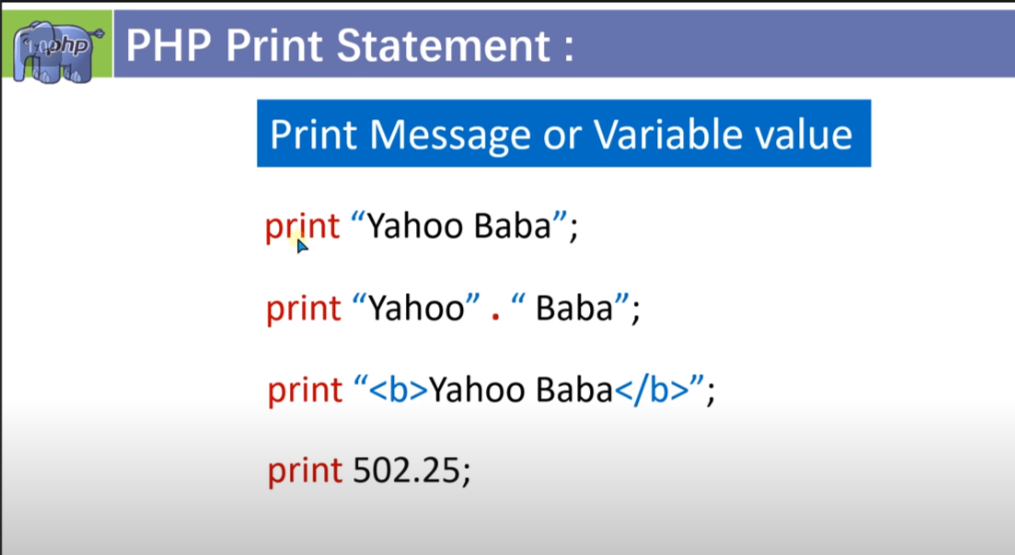 php
PHP Print Statement :
Print Message or Variable value
print “Yahoo Baba”;
print “Yahoo” . “ Baba”;
print “<b>Yahoo Baba</b>”;
print 502.25;